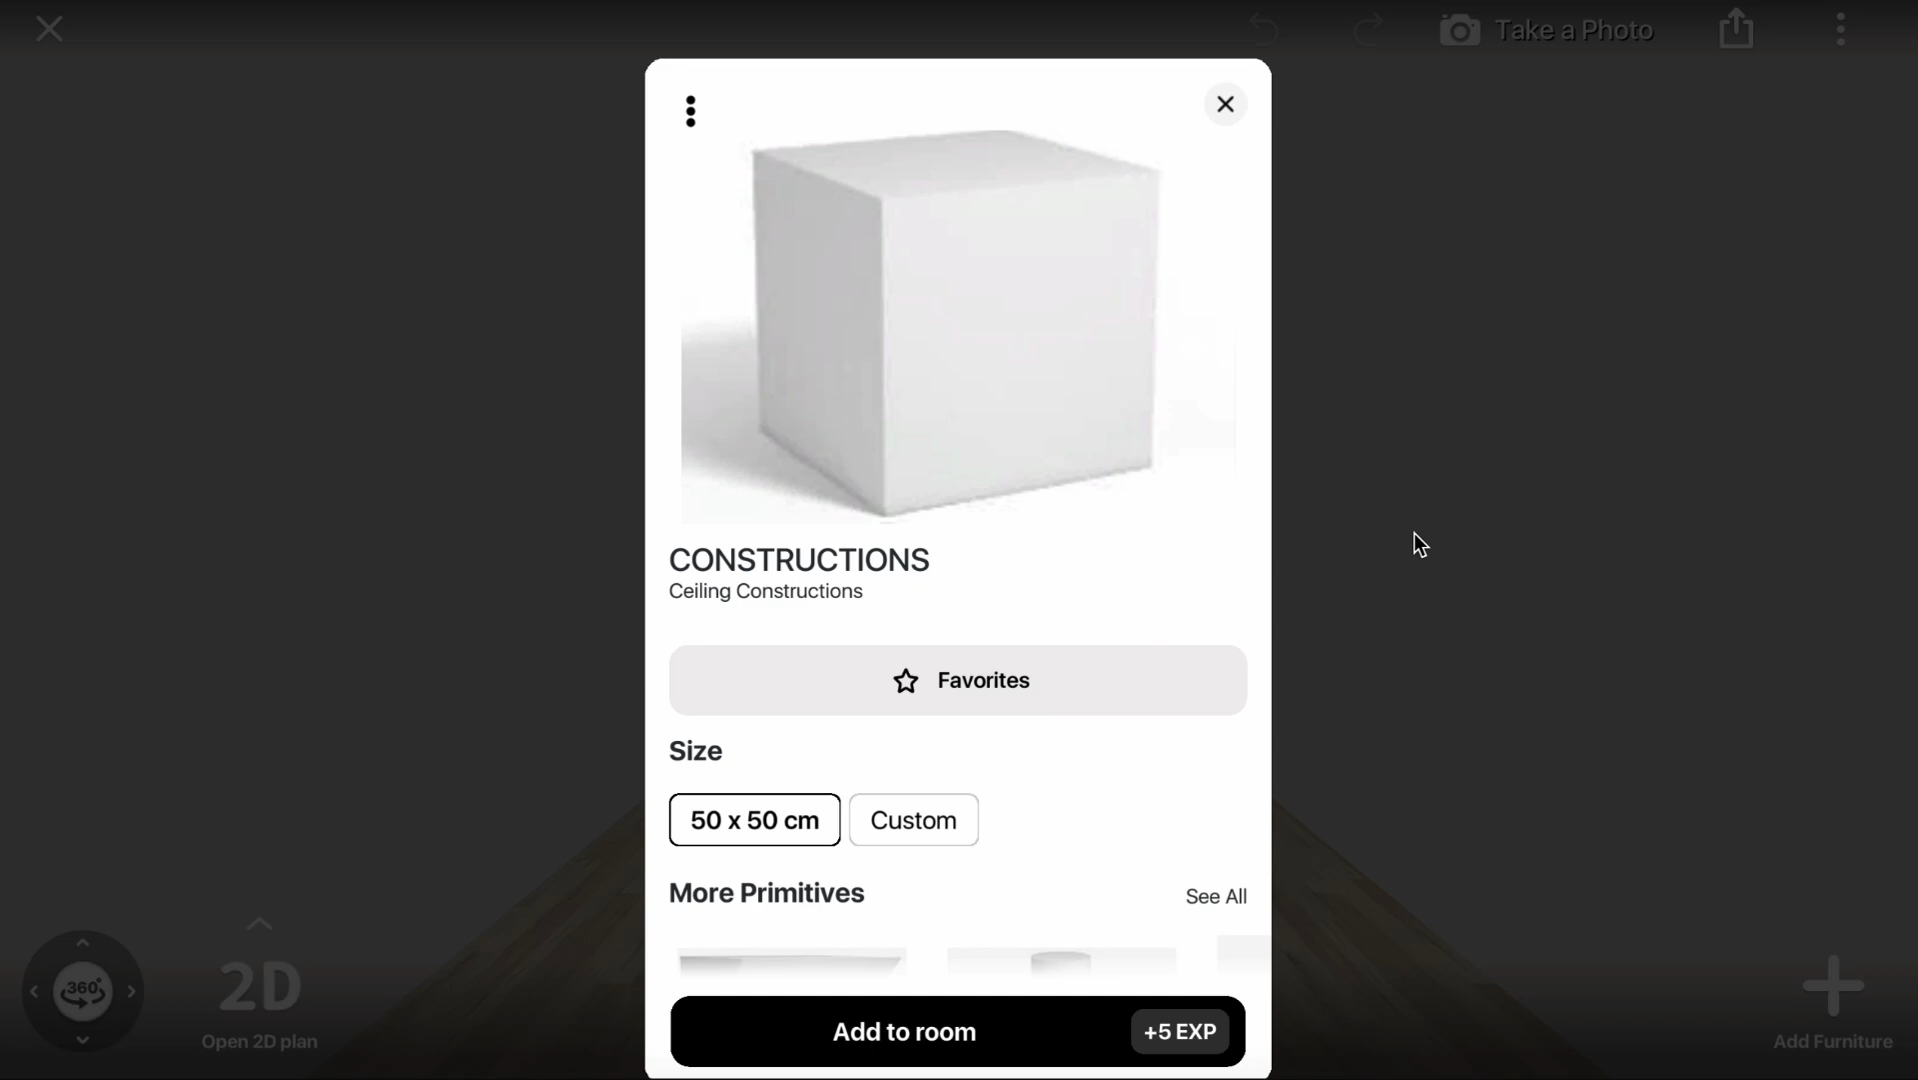 Take a Photo
CONSTRUCTIONS
Ceiling Constructions
Favorites
Size
50 x 50 cm
Custom
More Primitives
See All
Add to room
+5 EXP
360°
2D
Open 2D plan
Add Furniture